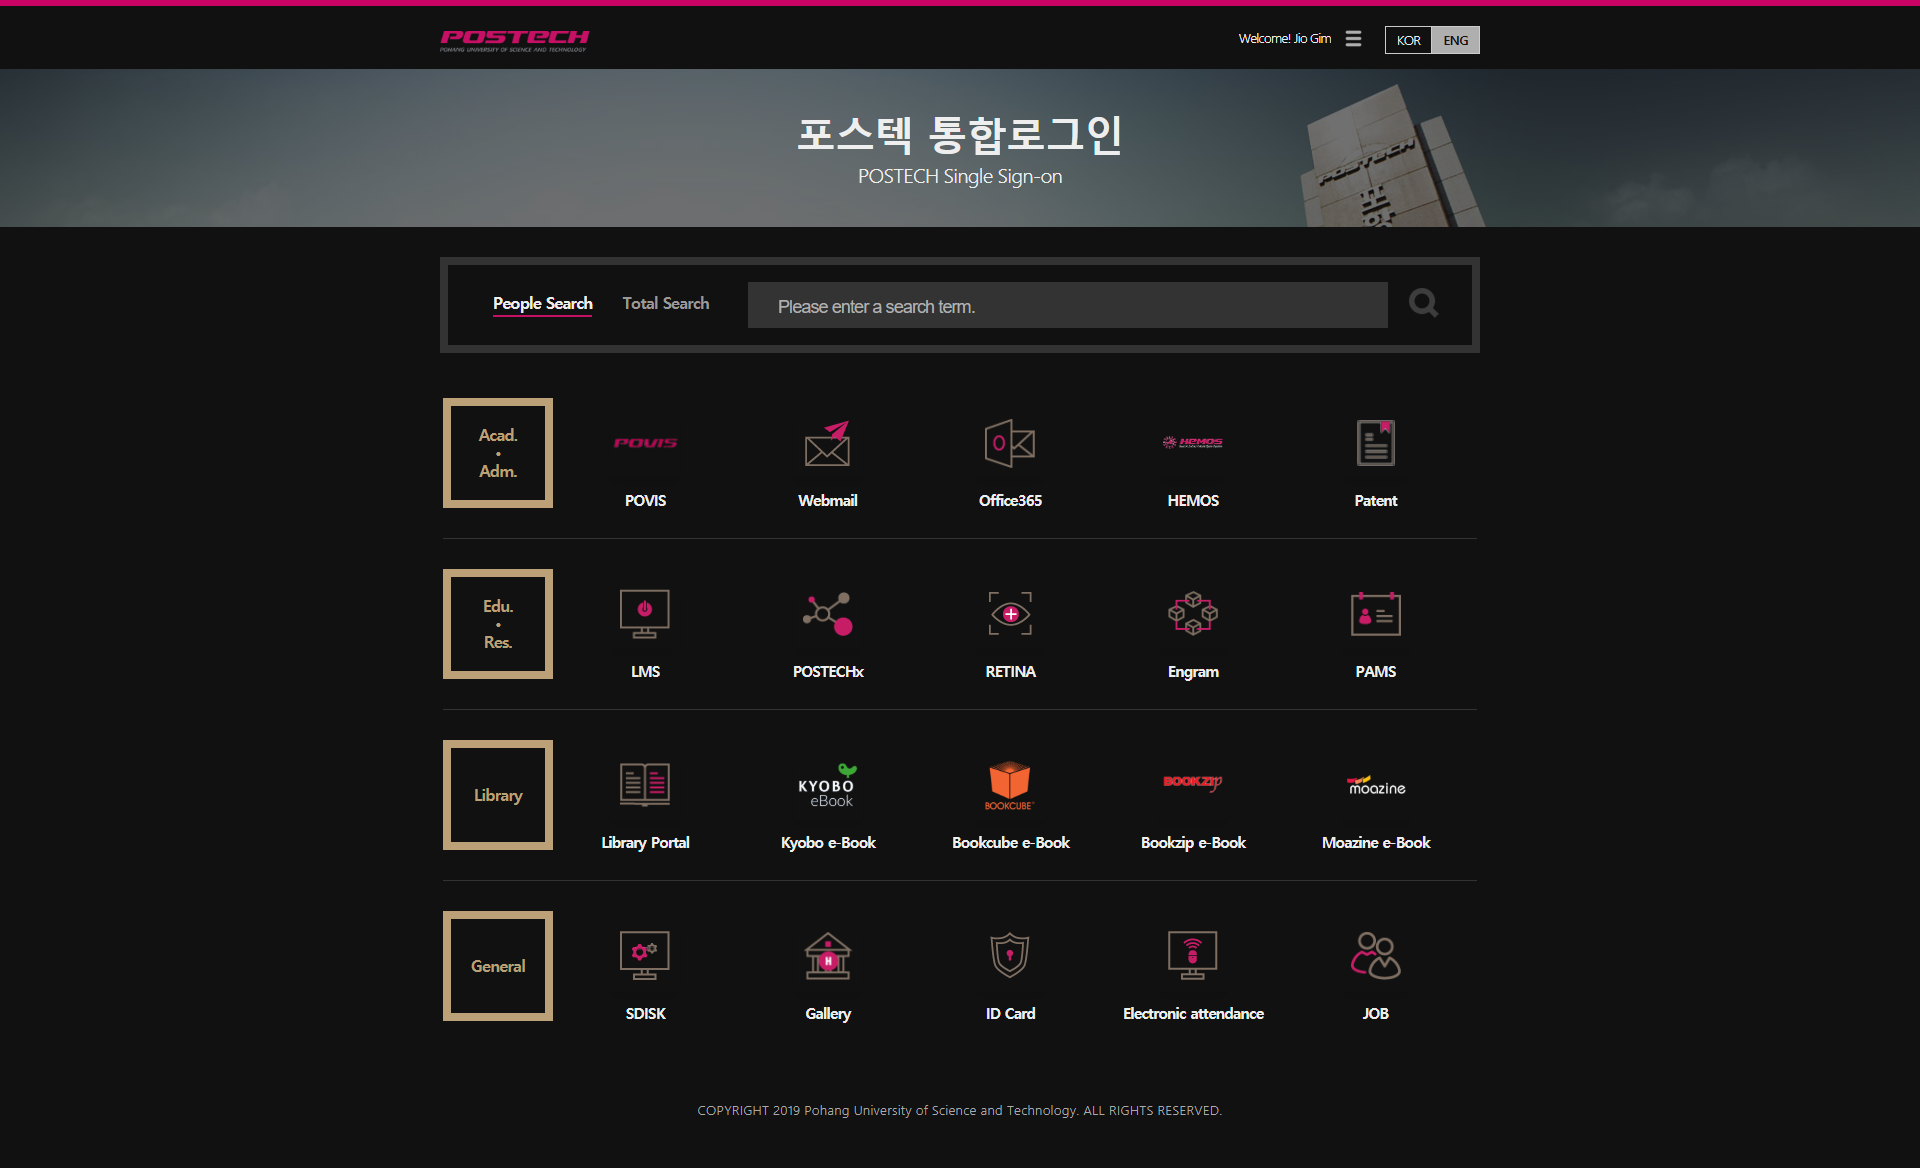 POSTECH
POHANG UNIVERSITY OF SCIENCE AND TECHNOLOGY
Welcome! Jio Gim
KOR
ENG
포스텍 통합로그인
POSTECH Single Sign-on
POSTECH
포항
People Search
Total Search
Please enter a search term.
Acad.
•
Adm.
POVIS
HEMOS
POVIS
Webmail
Office365
HEMOS
Patent
Edu.
•
Res.
LMS
POSTECHx
RETINA
Engram
PAMS
Library
KYOBO
eBook
BOOKCUBE
BOOKZip
moazine
Library Portal
Kyobo e-Book
Bookcube e-Book
Bookzip e-Book
Moazine e-Book
General
H
SDISK
Gallery
ID Card
Electronic attendance
JOB
COPYRIGHT 2019 Pohang University of Science and Technology. ALL RIGHTS RESERVED.